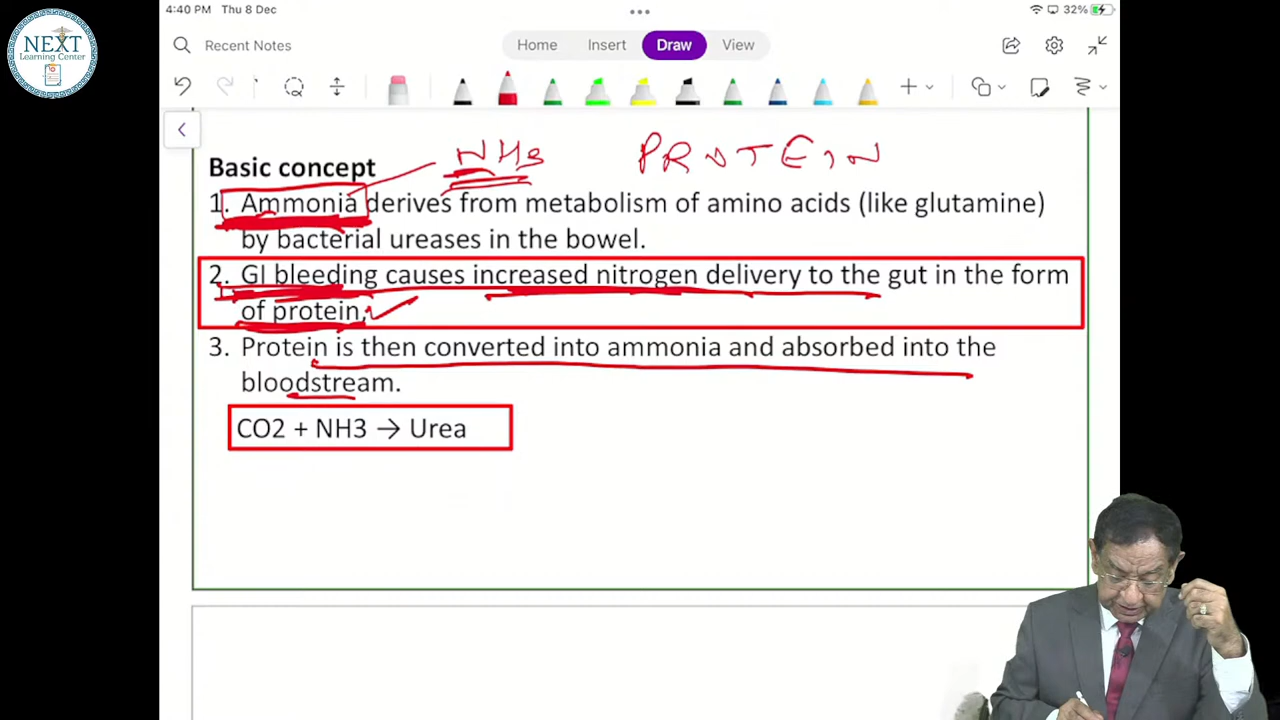 4:40 PM Thu 8 Dec
32%
NEXT
Learning Center
Recent Notes
Home
Insert
Draw
View
NH3 PROTEIN
Basic concept
1. Ammonia derives from metabolism of amino acids (like glutamine)
by bacterial ureases in the bowel.
2. GI bleeding causes increased nitrogen delivery to the gut in the form
of protein,
3. Protein is then converted into ammonia and absorbed into the
bloodstream.
CO2 + NH3 → Urea